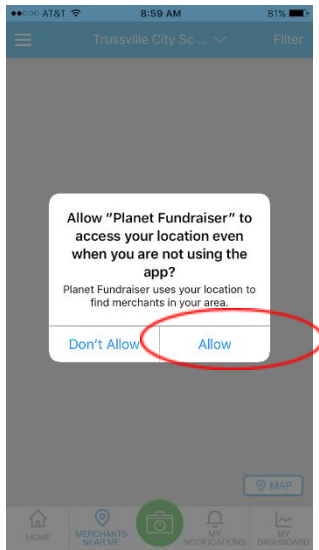 AT&T 8:59 AM 81%
Trussville City Sc ... Filter
Allow “Planet Fundraiser” to
access your location even
when you are not using the
app?
Planet Fundraiser uses your location to
find merchants in your area.
Don't Allow Allow
MAP
HOME
MERCHANTS
NEAR ME
MY
NOTIFICATIONS
MY
DASHBOARD